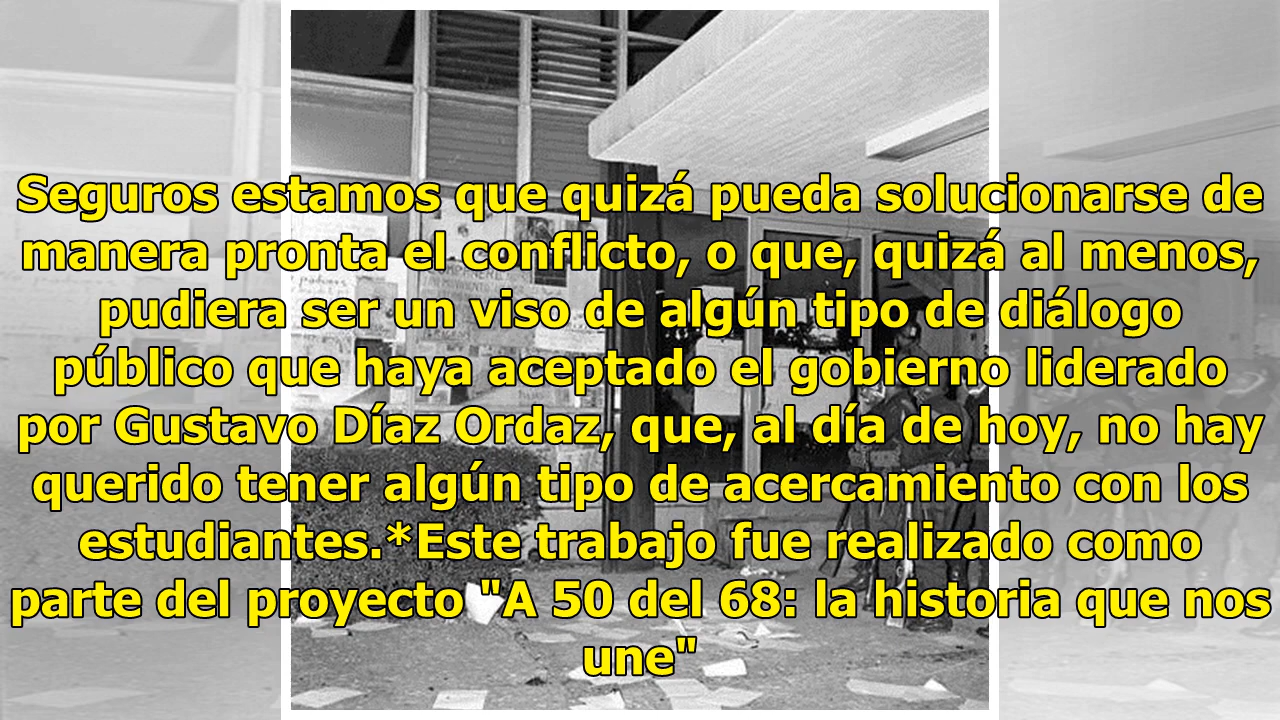 Seguros estamos que quizá pueda solucionarse de
manera pronta el conflicto, o que, quizá al menos,
pudiera ser un viso de algún tipo de diálogo
público que haya aceptado el gobierno liderado
por Gustavo Díaz Ordaz, que, al día de hoy, no hay
querido tener algún tipo de acercamiento con los
estudiantes.*Este trabajo fue realizado como
parte del proyecto "A 50 del 68: la historia que nos
une"